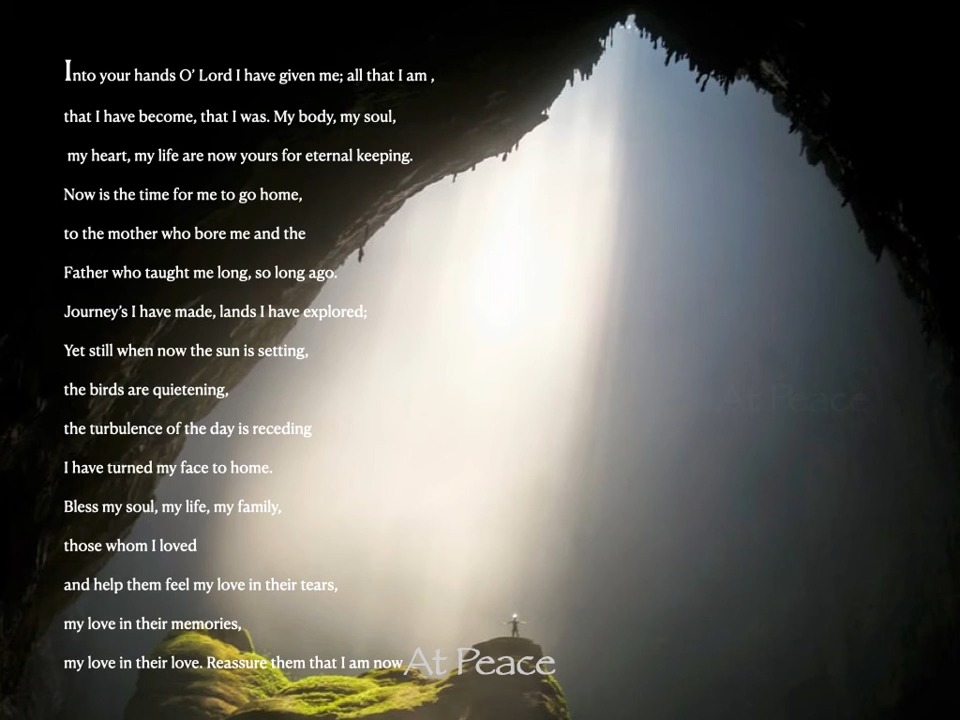 Into your hands O' Lord I have given me; all that I am ,
that I have become, that I was. My body, my soul,
my heart, my life are now yours for eternal keeping.
Now is the time for me to go home,
to the mother who bore me and the
Father who taught me long, so long ago.
Journey's I have made, lands I have explored;
Yet still when now the sun is setting,
the birds are quietening,
the turbulence of the day is receding
I have turned my face to home.
Bless my soul, my life, my family,
those whom I loved
and help them feel my love in their tears,
my love in their memories,
my love in their love. Reassure them that I am now At Peace
At Peace